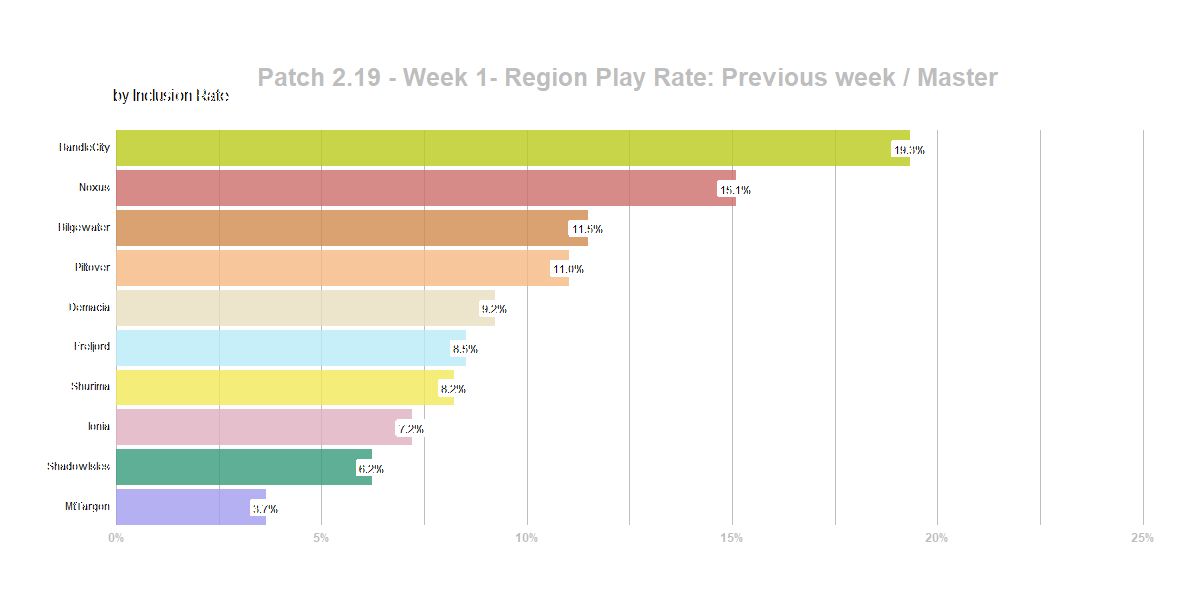 Patch 2.19 - Week 1- Region Play Rate: Previous week / Master
by Inclusion Rate
BandleCity
19.3%
Noxus
15.1%
Bilgewater
11.5%
Piltover
11.0%
Demacia
9.2%
Freljord
8.5%
Shurima
8.2%
Ionia
7.2%
ShadowIsles
6.2%
MtTargon
3.7%
0%
5%
10%
15%
20%
25%